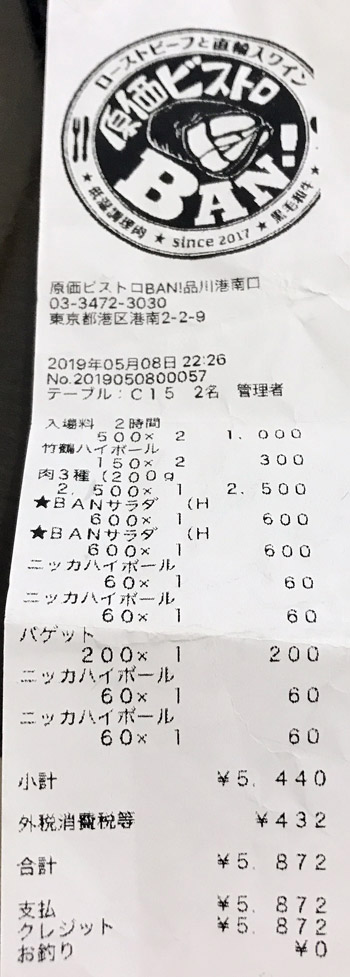 ローストビーフと直輸入ワイン
原価ビストロ
BAN!
★ 低温調理肉 ★ since 2017 ★ 黒毛和牛 ★
原価ビストロBAN!品川港南口
03-3472-3030
東京都港区港南2-2-9
2019年05月08日 22:26
No.2019050800057
テーブル：C15 2名 管理者
入場料 2時間
500× 2 1,000
竹鶴ハイボール
150× 2 300
肉3種（200g
2,500× 1 2,500
★BANサラダ （H
600× 1 600
★BANサラダ （H
600× 1 600
ニッカハイボール
60× 1 60
ニッカハイボール
60× 1 60
バゲット
200× 1 200
ニッカハイボール
60× 1 60
ニッカハイボール
60× 1 60
小計 ¥5,440
外税消費税等 ¥432
合計 ¥5,872
支払 ¥5,872
クレジット ¥5,872
お釣り ¥0